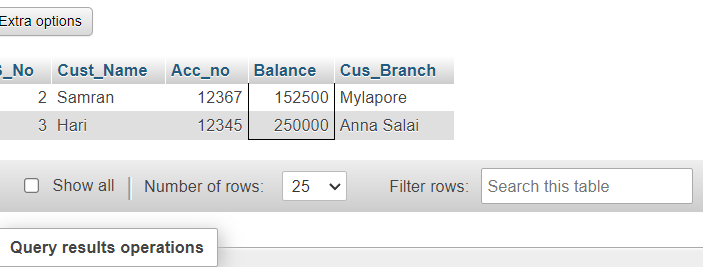 Extra options
S_No Cust_Name Acc_no Balance Cus_Branch
2 Samran 12367 152500 Mylapore
3 Hari 12345 250000 Anna Salai
Show all Number of rows: 25 Filter rows: Search this table
Query results operations